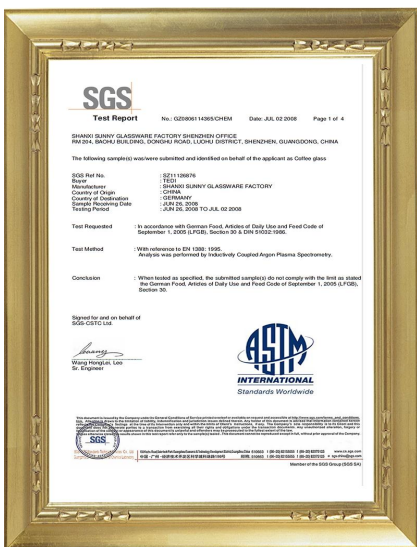 SGS
Test Report No.: GZ0806114365/CHEM Date: JUL 02 2008 Page 1 of 4
SHANXI SUNNY GLASSWARE FACTORY SHENZHEN OFFICE
RM 204, BAOHU BUILDING, DONGHU ROAD, LUOHU DISTRICT, SHENZHEN, GUANGDONG, CHINA
The following sample(s) was/were submitted and identified on behalf of the applicant as Coffee glass
SGS Ref No. : SZ11126876
Buyer : TEDI
Manufacturer : SHANXI SUNNY GLASSWARE FACTORY
Country of Origin : CHINA
Country of Destination : GERMANY
Sample Receiving Date : JUN 26, 2008
Testing Period : JUN 26, 2008 TO JUL 02 2008
Test Requested : In accordance with German Food, Articles of Daily Use and Feed Code of
September 1, 2005 (LFGB), Section 30 & DIN 51032:1986.
Test Method : With reference to EN 1388: 1995.
Analysis was performed by Inductively Coupled Argon Plasma Spectrometry.
Conclusion : When tested as specified, the submitted sample(s) do not comply with the limit as stated
the German Food, Articles of Daily Use and Feed Code of September 1, 2005 (LFGB),
Section 30.
Signed for and on behalf of
SGS-CSTC Ltd.
Wang HongLei, Leo
Sr. Engineer
ASTM
INTERNATIONAL
Standards Worldwide
SGS
www.cn.sgs.com
Member of the SGS Group (SGS SA)